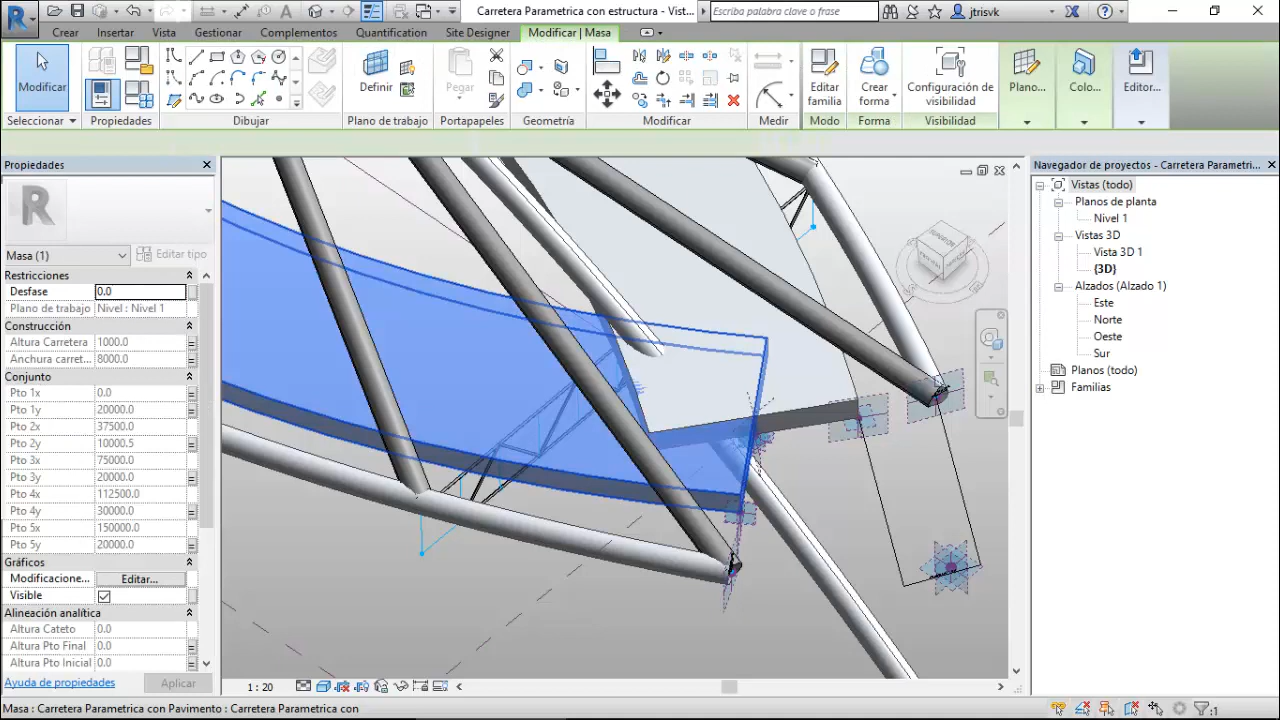 Carretera Parametrica con estructura - Vist...
Escriba palabra clave o frase
jtrisvk
Crear
Insertar
Vista
Gestionar
Complementos
Quantification
Site Designer
Modificar | Masa
Modificar
Pegar
Definir
Editar
familia
Crear
forma
Configuración de
visibilidad
Plano...
Colo...
Editor...
Seleccionar
Propiedades
Dibujar
Plano de trabajo
Portapapeles
Geometría
Modificar
Medir
Modo
Forma
Visibilidad
Propiedades
R
Masa (1)
Editar tipo
Restricciones
Desfase 0.0
Plano de trabajo Nivel : Nivel 1
Construcción
Altura Carretera 1000.0
Anchura carret... 8000.0
Conjunto
Pto 1x 0.0
Pto 1y 20000.0
Pto 2x 37500.0
Pto 2y 10000.5
Pto 3x 75000.0
Pto 3y 20000.0
Pto 4x 112500.0
Pto 4y 30000.0
Pto 5x 150000.0
Pto 5y 20000.0
Gráficos
Modificacione... Editar...
Visible
Alineación analítica
Altura Cateto 0.0
Altura Pto Final 0.0
Altura Pto Inicial 0.0
Ayuda de propiedades
Aplicar
1 : 20
Navegador de proyectos - Carretera Parametri...
Vistas (todo)
Planos de planta
Nivel 1
Vistas 3D
Vista 3D 1
{3D}
Alzados (Alzado 1)
Este
Norte
Oeste
Sur
Planos (todo)
Familias
Masa : Carretera Parametrica con Pavimento : Carretera Parametrica con
:1